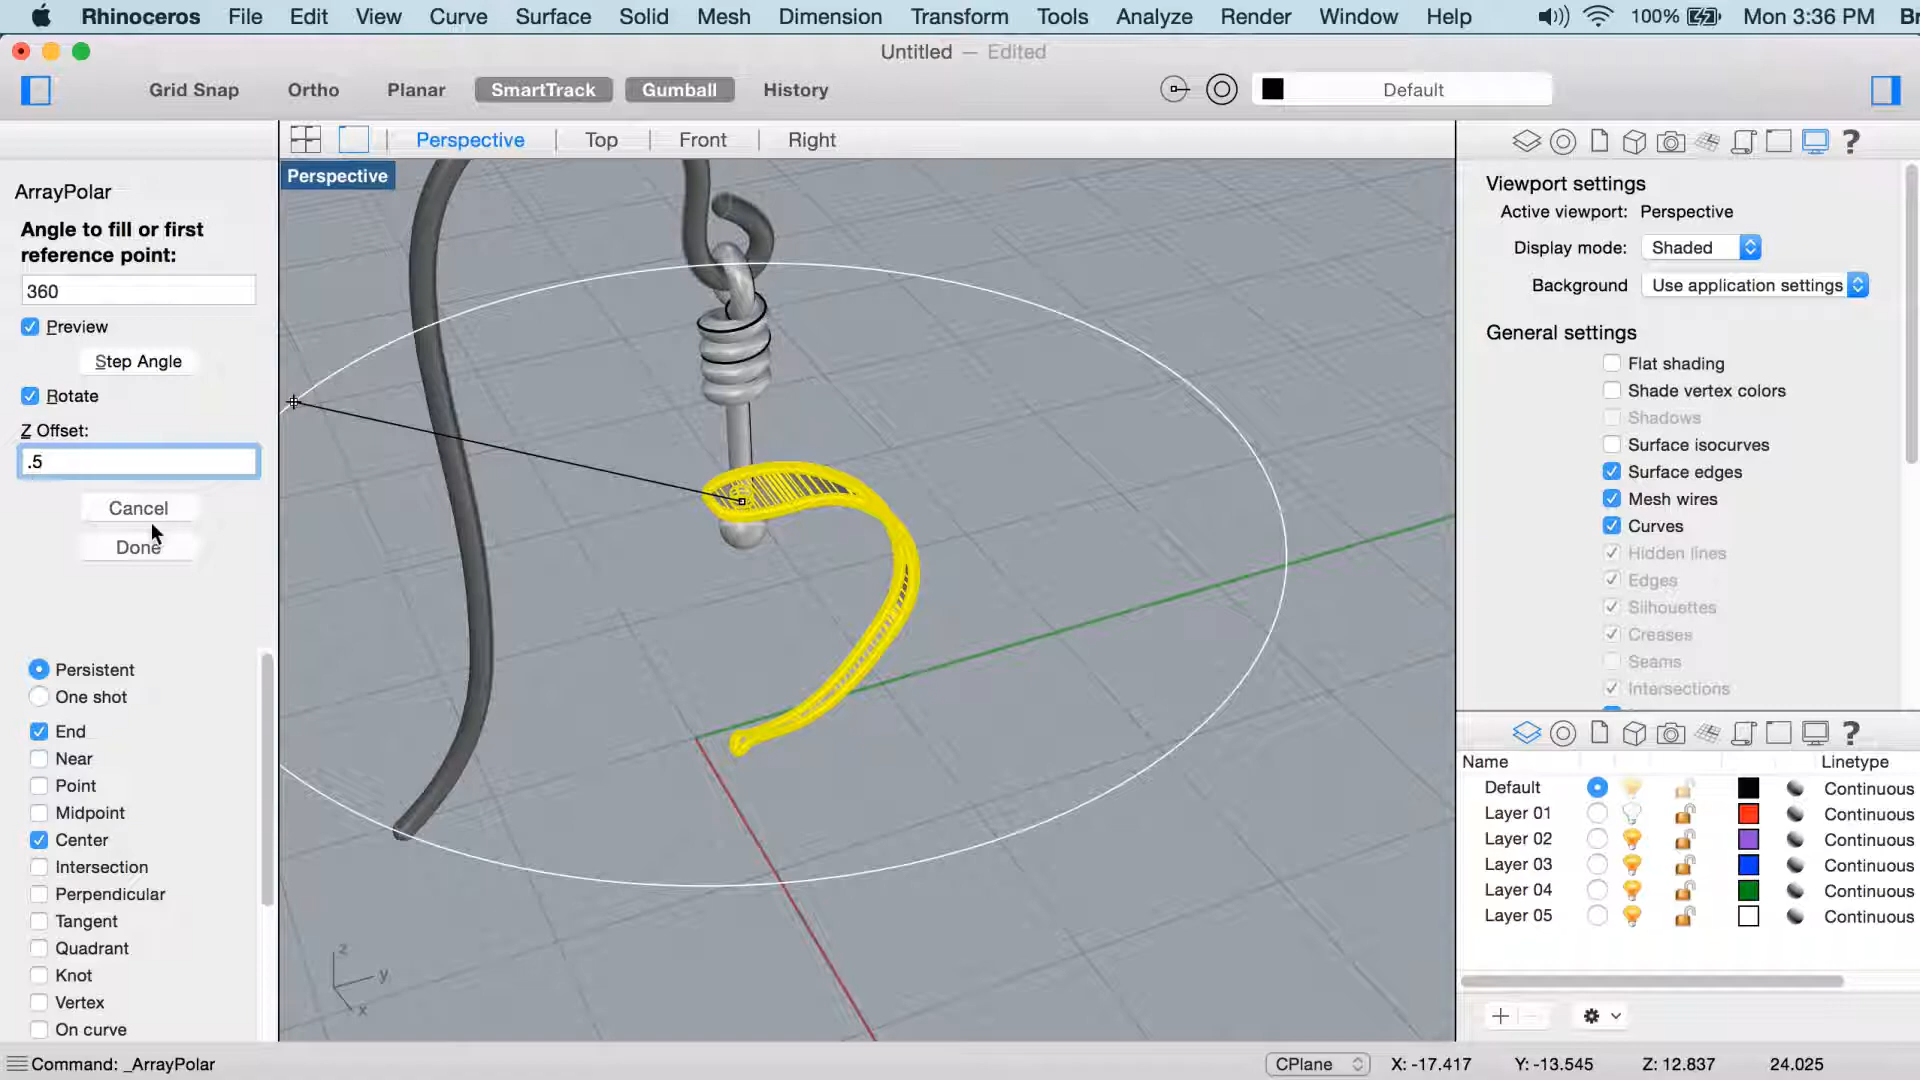 Rhinoceros File Edit View Curve Surface Solid Mesh Dimension Transform Tools Analyze Render Window Help 100% Mon 3:36 PM Br
Untitled — Edited
Grid Snap Ortho Planar SmartTrack Gumball History Default
Perspective Top Front Right
Perspective
ArrayPolar
Angle to fill or first
reference point:
360
Preview
Step Angle
Rotate
Z Offset:
.5
Cancel
Done
Persistent
One shot
End
Near
Point
Midpoint
Center
Intersection
Perpendicular
Tangent
Quadrant
Knot
Vertex
On curve
z
y
x
Viewport settings
Active viewport: Perspective
Display mode: Shaded
Background Use application settings
General settings
Flat shading
Shade vertex colors
Shadows
Surface isocurves
Surface edges
Mesh wires
Curves
Hidden lines
Edges
Silhouettes
Creases
Seams
Intersections
Name Linetype
Default Continuous
Layer 01 Continuous
Layer 02 Continuous
Layer 03 Continuous
Layer 04 Continuous
Layer 05 Continuous
Command: _ArrayPolar CPlane X: -17.417 Y: -13.545 Z: 12.837 24.025